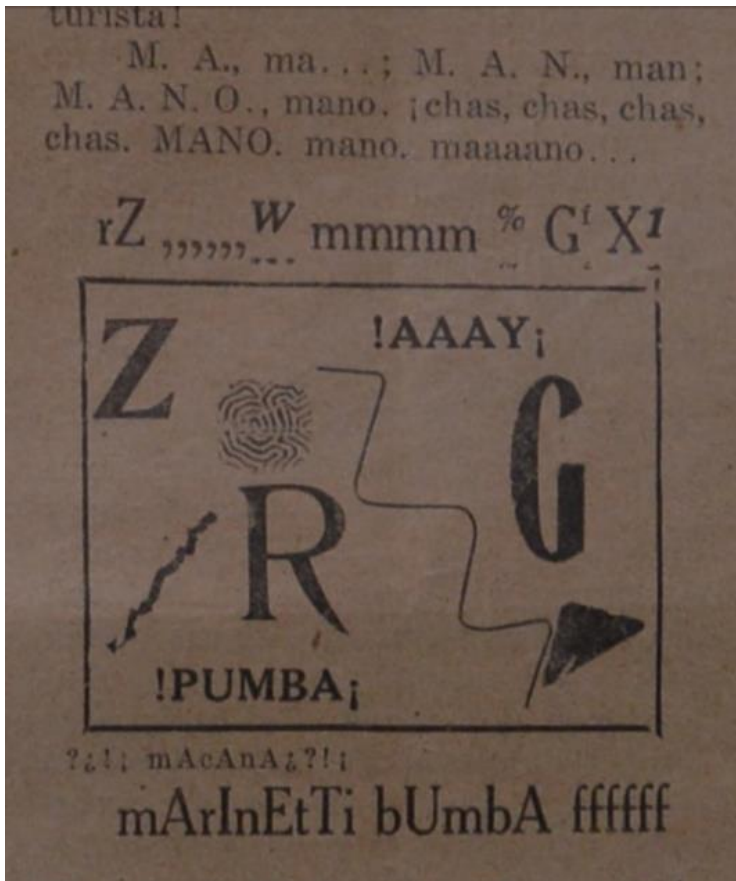 turista!
M. A., ma...; M. A. N., man;
M. A. N. O., mano. ¡chas, chas, chas,
chas. MANO. mano. maaaano...
rZ ,,,,,, W mmmm % G X1
!AAAY¡
Z
G
R
!PUMBA¡
?¿!¡ mAcAnA¿?!¡
mArInEtTi bUmbA ffffff